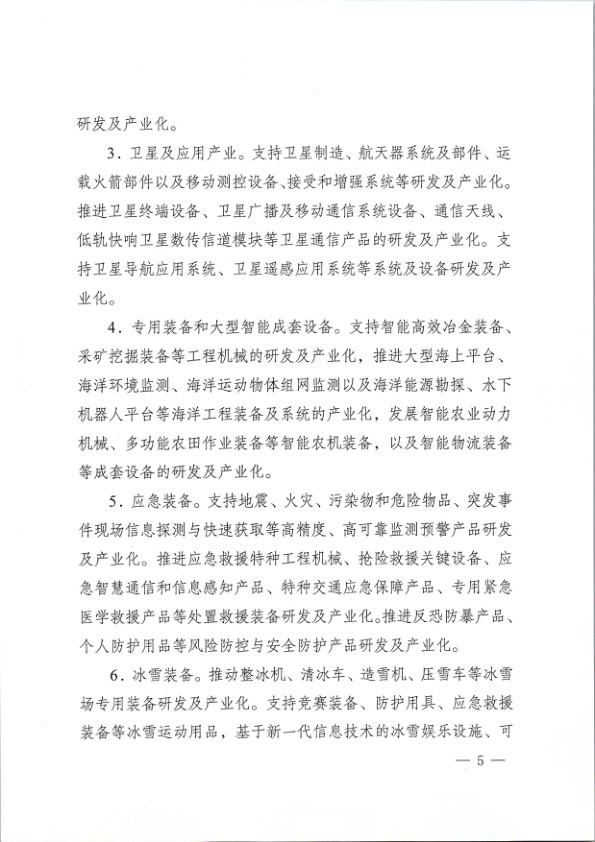 研发及产业化。
3．卫星及应用产业。支持卫星制造、航天器系统及部件、运
载火箭部件以及移动测控设备、接受和增强系统等研发及产业化。
推进卫星终端设备、卫星广播及移动通信系统设备、通信天线、
低轨快响卫星数传信道模块等卫星通信产品的研发及产业化。支
持卫星导航应用系统、卫星遥感应用系统等系统及设备研发及产
业化。
4．专用装备和大型智能成套设备。支持智能高效冶金装备、
采矿挖掘装备等工程机械的研发及产业化，推进大型海上平台、
海洋环境监测、海洋运动物体组网监测以及海洋能源勘探、水下
机器人平台等海洋工程装备及系统的产业化，发展智能农业动力
机械、多功能农田作业装备等智能农机装备，以及智能物流装备
等成套设备的研发及产业化。
5．应急装备。支持地震、火灾、污染物和危险物品、突发事
件现场信息探测与快速获取等高精度、高可靠监测预警产品研发
及产业化。推进应急救援特种工程机械、抢险救援关键设备、应
急智慧通信和信息感知产品、特种交通应急保障产品、专用紧急
医学救援产品等处置救援装备研发及产业化。推进反恐防暴产品、
个人防护用品等风险防控与安全防护产品研发及产业化。
6．冰雪装备。推动整冰机、清冰车、造雪机、压雪车等冰雪
场专用装备研发及产业化。支持竞赛装备、防护用具、应急救援
装备等冰雪运动用品，基于新一代信息技术的冰雪娱乐设施、可
— 5 —